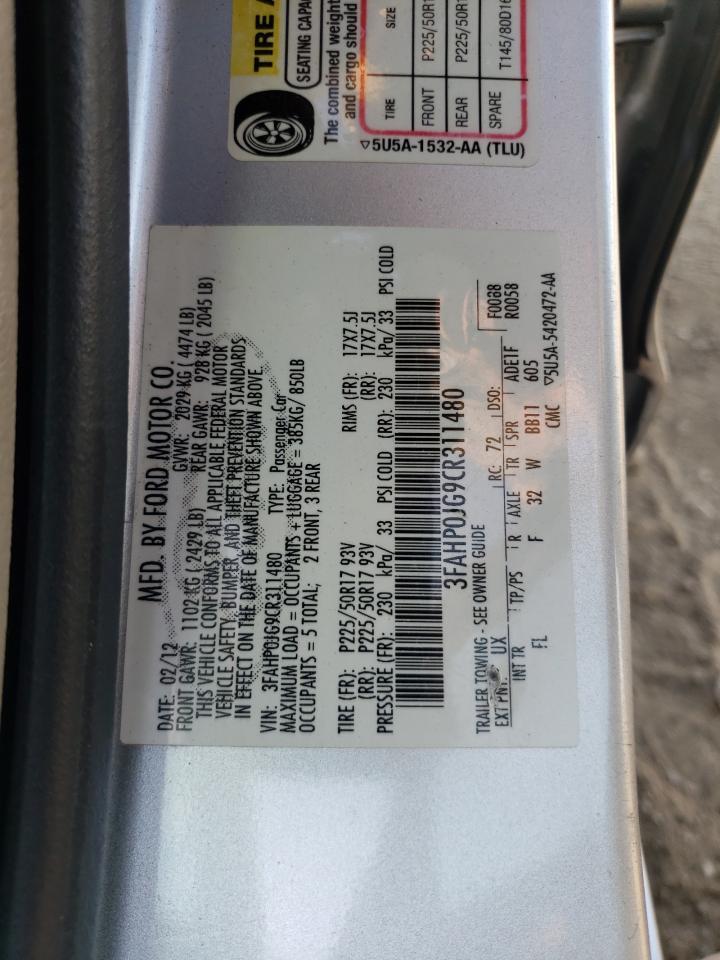 TIRE A
SEATING CAPA
The combined weight
and cargo should
TIRE SIZE
FRONT P225/50R1
REAR P225/50R1
SPARE T145/80D16
▽5U5A-1532-AA (TLU)
MFD. BY FORD MOTOR CO.
DATE: 02/12 GVWR: 2029 KG ( 4474 LB)
FRONT GAWR: 1102 KG ( 2429 LB) REAR GAWR: 928 KG ( 2045 LB)
THIS VEHICLE CONFORMS TO ALL APPLICABLE FEDERAL MOTOR
VEHICLE SAFETY, BUMPER, AND THEFT PREVENTION STANDARDS
IN EFFECT ON THE DATE OF MANUFACTURE SHOWN ABOVE.
VIN: 3FAHP0JG9CR311480 TYPE: Passenger Car
MAXIMUM LOAD = OCCUPANTS + LUGGAGE = 385KG/ 850LB
OCCUPANTS = 5 TOTAL; 2 FRONT, 3 REAR
TIRE (FR): P225/50R17 93V RIMS (FR): 17X7.5J
(RR): P225/50R17 93V (RR): 17X7.5J
PRESSURE (FR): 230 kPa/ 33 PSI COLD (RR): 230 kPa/ 33 PSI COLD
3FAHP0JG9CR311480
TRAILER TOWING - SEE OWNER GUIDE RC: 72 DSO: F0038
EXT PNT: UX R0058
INT TR TP/PS R AXLE TR SPR ADE1F
FL F 32 W BB11 605
CMC ▽5U5A-5420472-AA